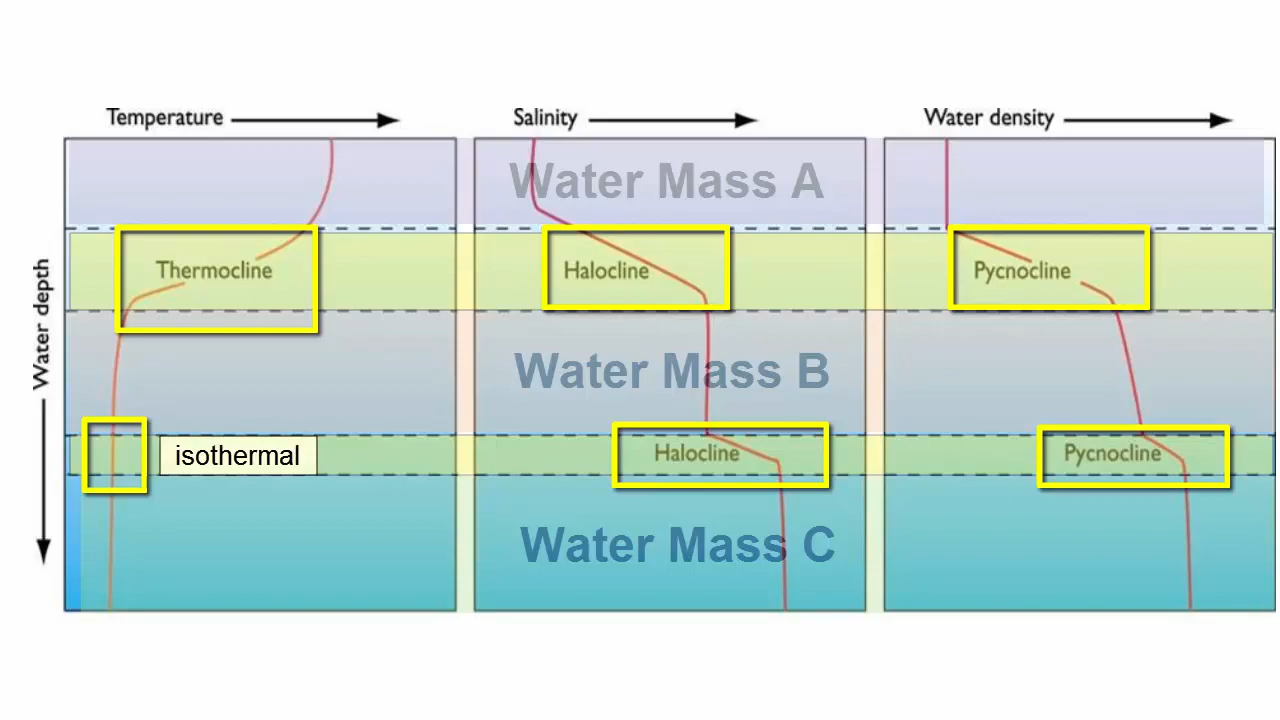 Temperature
Salinity
Water density
Water Mass A
Thermocline
Halocline
Pycnocline
Water depth
Water Mass B
isothermal
Halocline
Pycnocline
Water Mass C